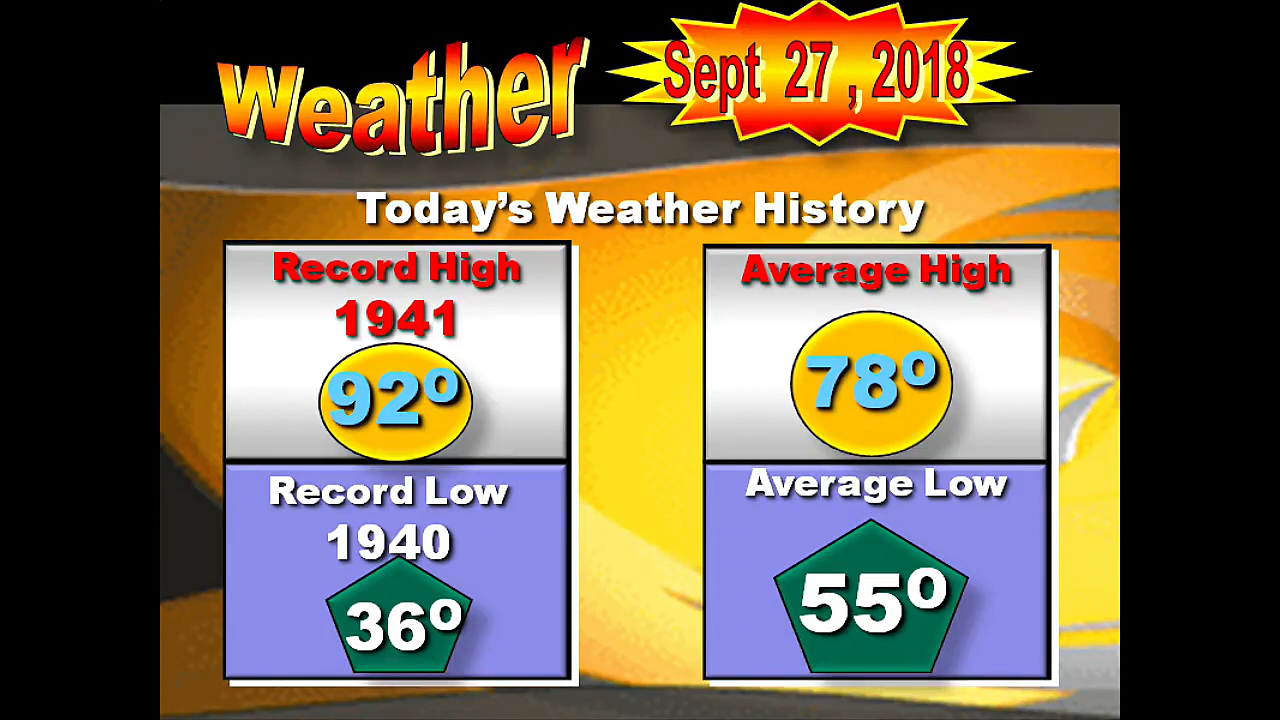 Weather
Sept 27 , 2018
Today's Weather History
Record High
1941
92º
Record Low
1940
36º
Average High
78º
Average Low
55º